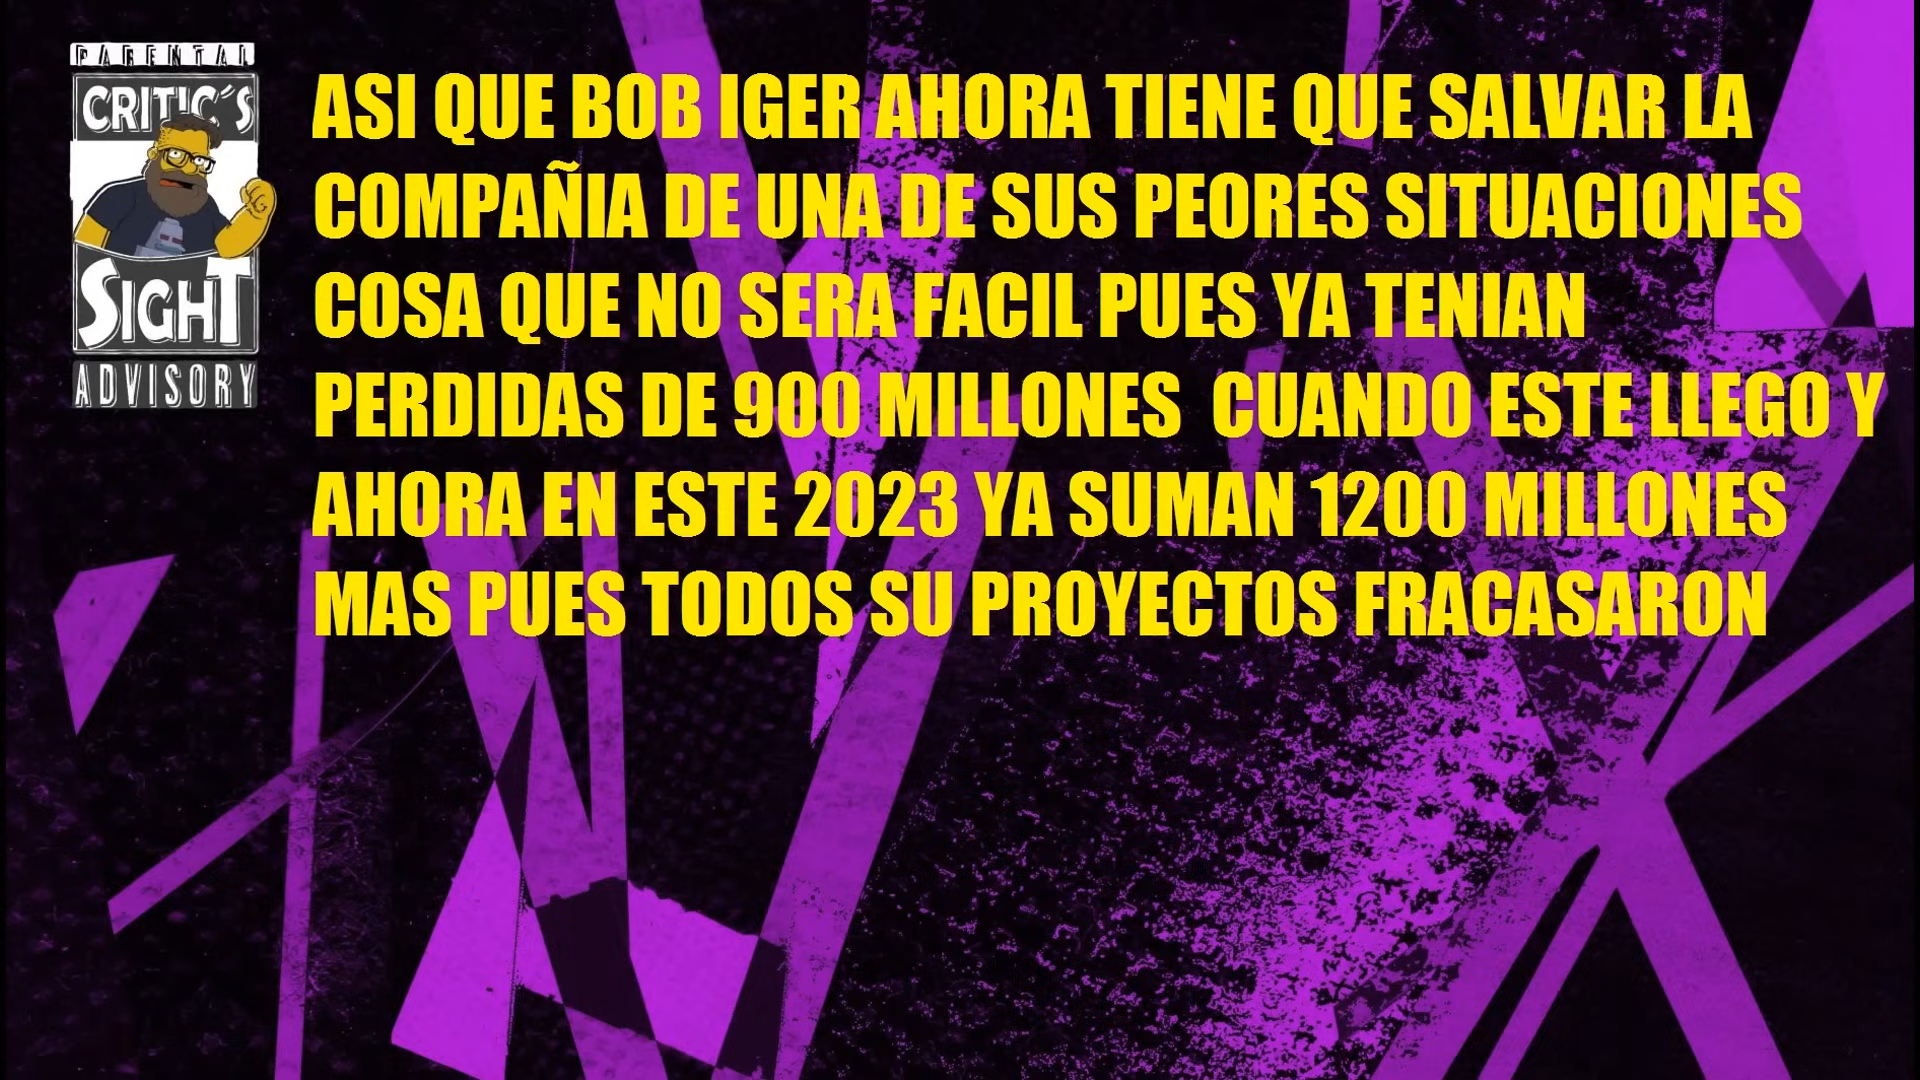 PARENTAL
CRITIC´S
SIGHT
ADVISORY
ASI QUE BOB IGER AHORA TIENE QUE SALVAR LA
COMPAÑIA DE UNA DE SUS PEORES SITUACIONES
COSA QUE NO SERA FACIL PUES YA TENIAN
PERDIDAS DE 900 MILLONES  CUANDO ESTE LLEGO Y
AHORA EN ESTE 2023 YA SUMAN 1200 MILLONES
MAS PUES TODOS SU PROYECTOS FRACASARON